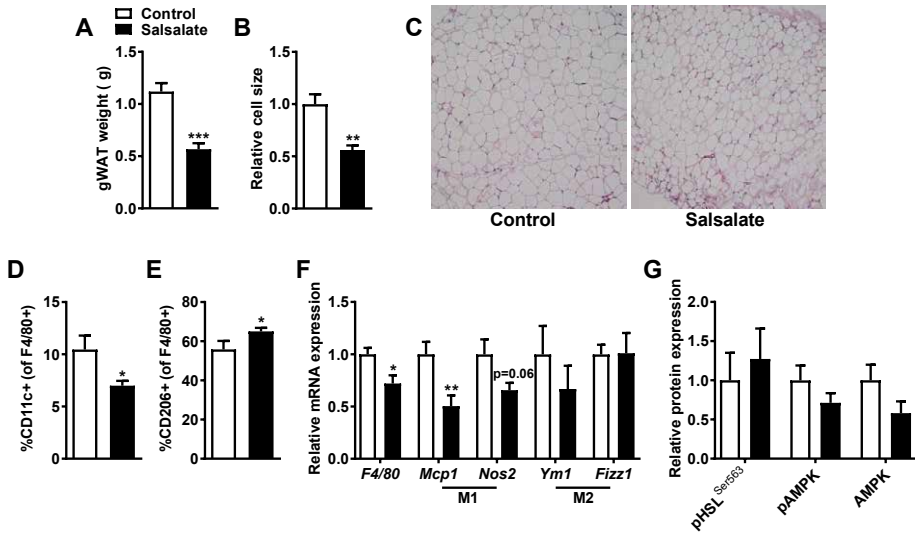 Control
Salsalate
A
gWAT weight ( g)
1.5
1.0
0.5
0.0
***
B
Relative cell size
1.5
1.0
0.5
0.0
**
C
Control
Salsalate
D
%CD11c+ (of F4/80+)
15
10
5
0
*
E
%CD206+ (of F4/80+)
80
60
40
20
0
*
F
Relative mRNA expression
1.5
1.0
0.5
0.0
*
**
p=0.06
F4/80 Mcp1 Nos2 Ym1 Fizz1
M1 M2
G
Relative protein expression
2.0
1.5
1.0
0.5
0.0
pHSL Ser563
pAMPK
AMPK